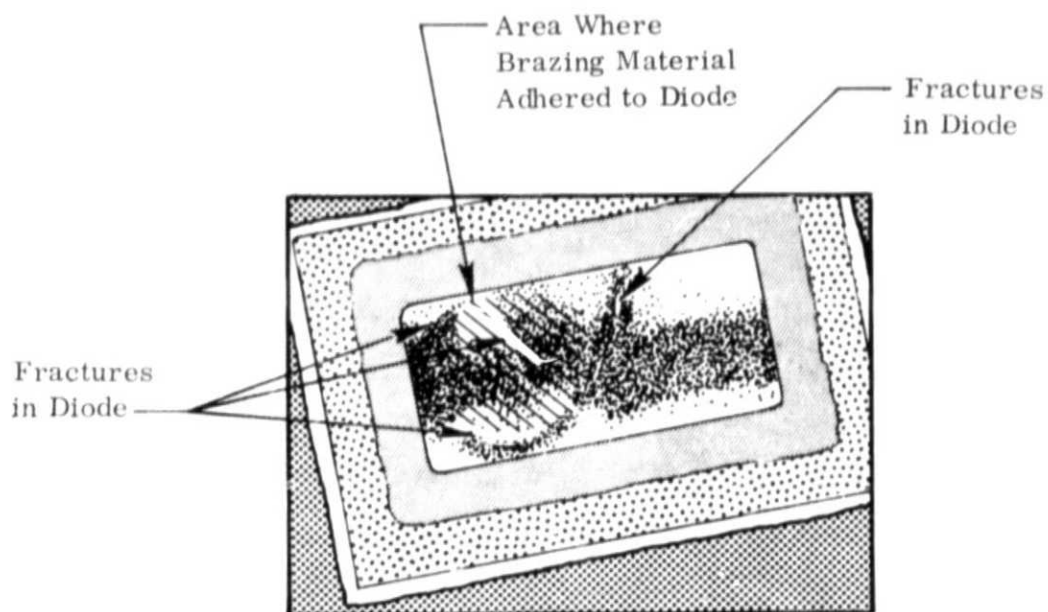 Area Where
Brazing Material
Adhered to Diode
Fractures
in Diode
Fractures
in Diode